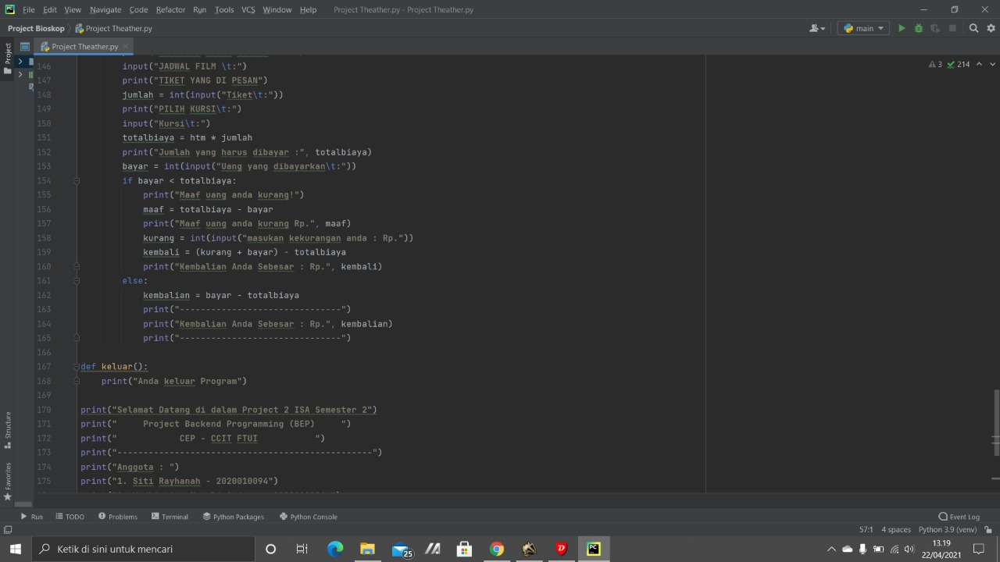 File Edit View Navigate Code Refactor Run Tools VCS Window Help Project Theather.py - Project Theather.py
Project Bioskop Project Theather.py main
Project Theather.py
Project
3 214
146 input("JADWAL FILM \t:")
147 print("TIKET YANG DI PESAN")
148 jumlah = int(input("Tiket\t:"))
149 print("PILIH KURSI\t:")
150 input("Kursi\t:")
151 totalbiaya = htm * jumlah
152 print("Jumlah yang harus dibayar :", totalbiaya)
153 bayar = int(input("Uang yang dibayarkan\t:"))
154 if bayar < totalbiaya:
155 print("Maaf uang anda kurang!")
156 maaf = totalbiaya - bayar
157 print("Maaf uang anda kurang Rp.", maaf)
158 kurang = int(input("masukan kekurangan anda : Rp."))
159 kembali = (kurang + bayar) - totalbiaya
160 print("Kembalian Anda Sebesar : Rp.", kembali)
161 else:
162 kembalian = bayar - totalbiaya
163 print("-------------------------------")
164 print("Kembalian Anda Sebesar : Rp.", kembalian)
165 print("-------------------------------")
166
167 def keluar():
168 print("Anda keluar Program")
169
170 print("Selamat Datang di dalam Project 2 ISA Semester 2")
171 print("     Project Backend Programming (BEP)     ")
172 print("            CEP - CCIT FTUI           ")
173 print("-------------------------------------------------")
174 print("Anggota : ")
175 print("1. Siti Rayhanah - 2020010094")
Structure
Favorites
Run TODO Problems Terminal Python Packages Python Console Event Log
57:1 4 spaces Python 3.9 (venv)
Ketik di sini untuk mencari
25
13.19
22/04/2021